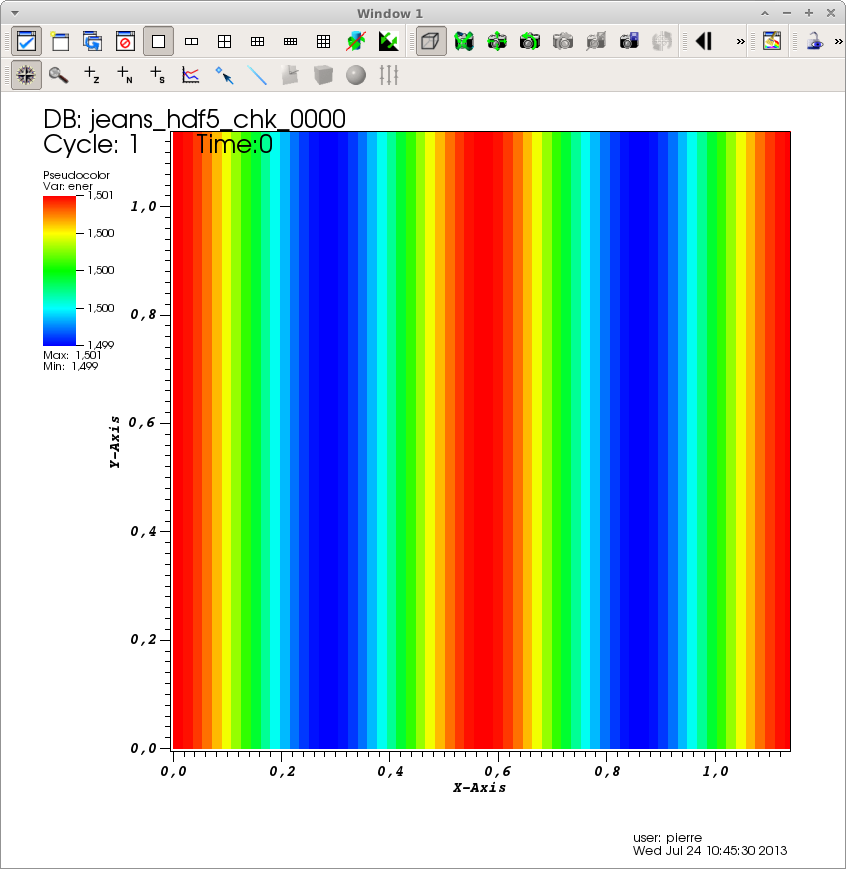 Window 1
»
»
z
N
S
DB: jeans_hdf5_chk_0000
Cycle: 1 Time:0
Pseudocolor
Var: ener
1,501
1,500
1,500
1,500
1,499
Max: 1,501
Min: 1,499
1,0
0,8
0,6
0,4
0,2
0,0
Y-Axis
0,0 0,2 0,4 0,6 0,8 1,0
X-Axis
user: pierre
Wed Jul 24 10:45:30 2013